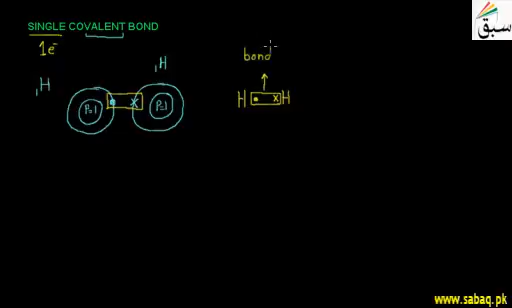 SINGLE COVALENT BOND
1e⁻
bond
₁H
₁H
P=1
P=1
H • x H
سبق
www.sabaq.pk